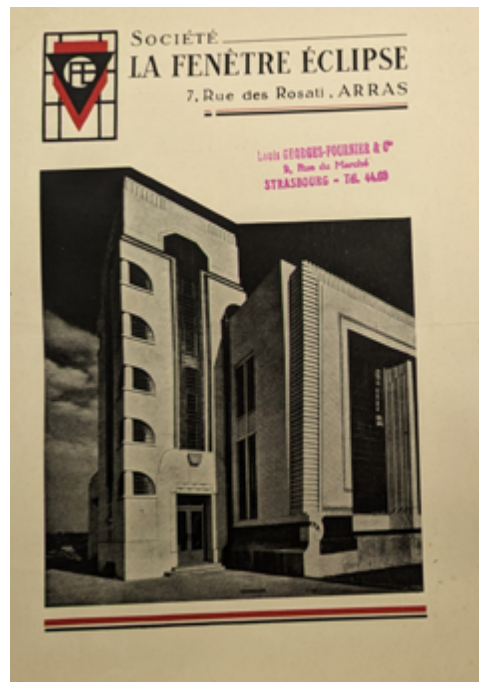 SOCIÉTÉ
LA FENÊTRE ÉCLIPSE
7, Rue des Rosati . ARRAS
Louis GEORGES-FOURNIER & Cie
9, Rue du Marché
STRASBOURG - Tél. 44.60